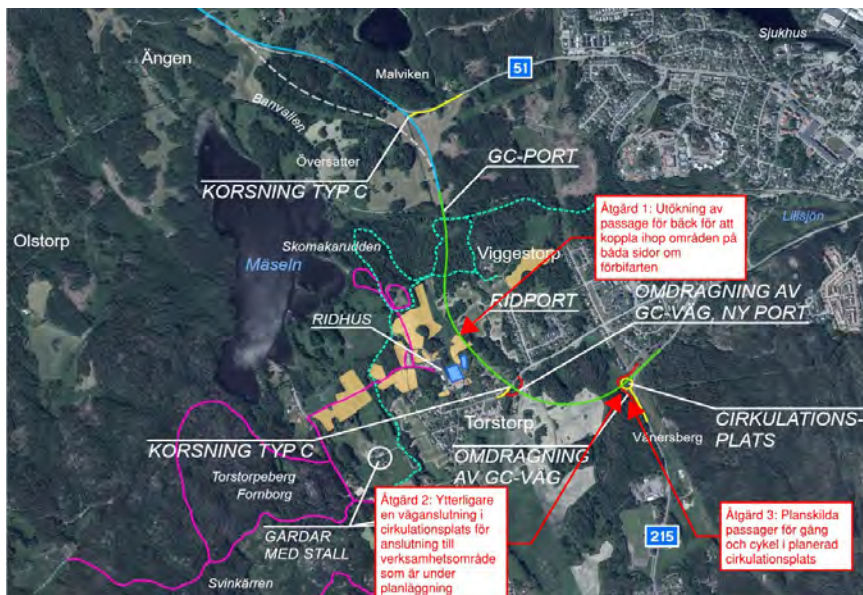 Sjukhus
Ängen
Malviken
51
Banvallen
Översätter
GC-PORT
KORSNING TYP C
Lillsjön
Åtgärd 1: Utökning av
passage för bäck för att
koppla ihop områden på
båda sidor om
förbifarten
Ölstorp
Skomakarudden
Viggestorp
Mäseln
RIDPORT
OMDRAGNING AV
GC-VÄG, NY PORT
RIDHUS
CIRKULATIONS-
PLATS
KORSNING TYP C
Torstorp
Vänersberg
OMDRAGNING
AV GC-VÄG
Torstorpeberg
Fornborg
GÅRDAR
MED STALL
Åtgärd 2: Ytterligare
en väganslutning i
cirkulationsplats för
anslutning till
verksamhetsområde
som är under
planläggning
215
Åtgärd 3: Planskilda
passager för gång
och cykel i planerad
cirkulationsplats
Svinkärren